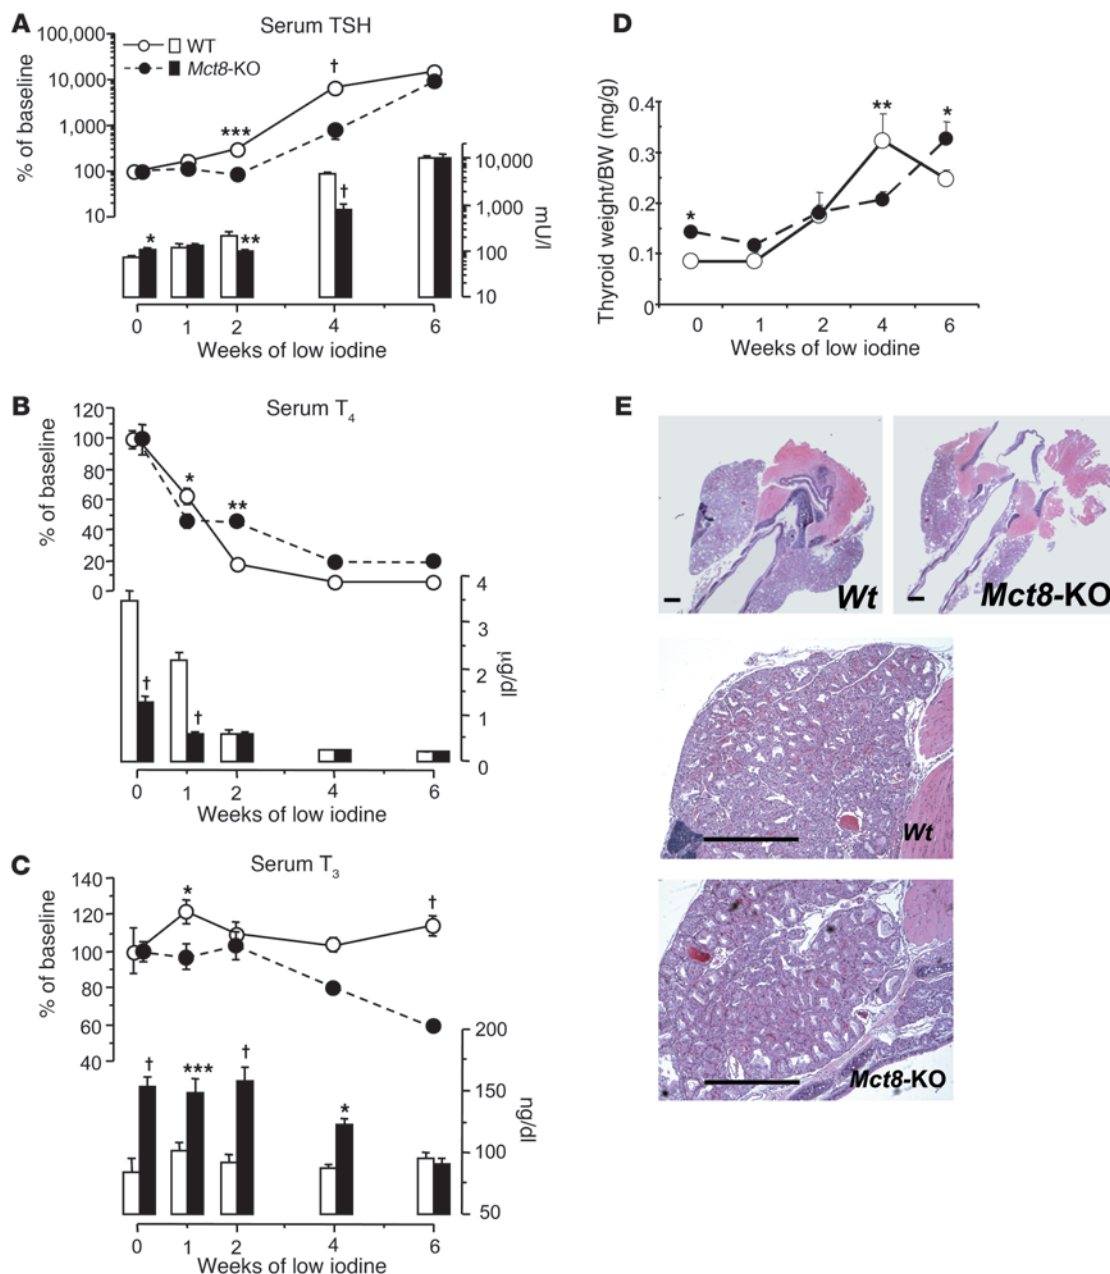 A
Serum TSH
% of baseline
100,000
10,000
1,000
100
10
WT
Mct8-KO
***
†
*
**
†
10,000
1,000
100
10
mU/l
0 1 2 4 6
Weeks of low iodine
B
Serum T4
% of baseline
120
100
80
60
40
20
0
*
**
†
†
4
3
2
1
0
µg/dl
0 1 2 4 6
Weeks of low iodine
C
Serum T3
% of baseline
140
120
100
80
60
40
*
†
†
***
†
*
200
150
100
50
ng/dl
0 1 2 4 6
Weeks of low iodine
D
Thyroid weight/BW (mg/g)
0.4
0.3
0.2
0.1
0
*
**
*
0 1 2 4 6
Weeks of low iodine
E
Wt
Mct8-KO
Wt
Mct8-KO